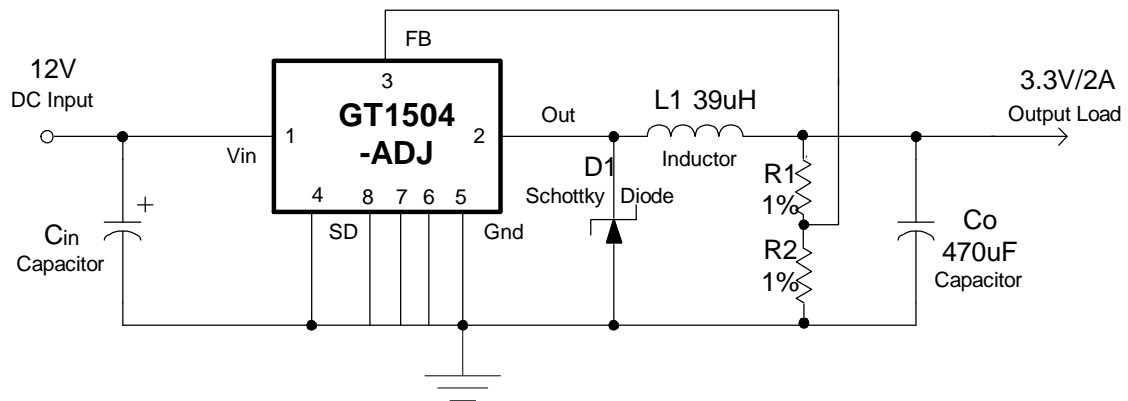 FB
12V
DC Input
3
GT1504
-ADJ
1
2
Vin
Out
L1 39uH
Inductor
3.3V/2A
Output Load
D1
Schottky Diode
R1
1%
4
8
7
6
5
SD
Gnd
+
Cin
Capacitor
R2
1%
Co
470uF
Capacitor